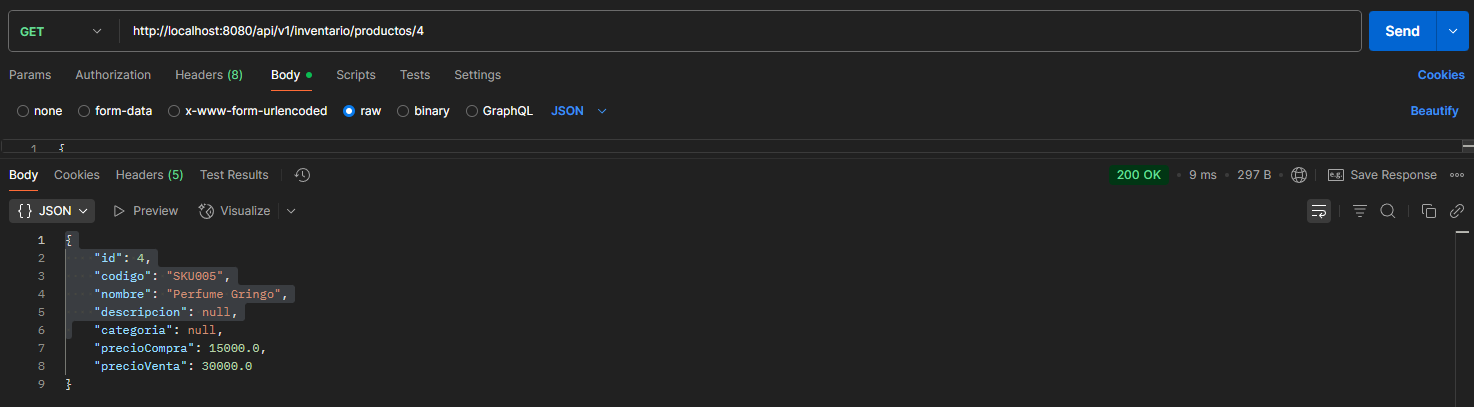 GET http://localhost:8080/api/v1/inventario/productos/4 Send
Params Authorization Headers (8) Body Scripts Tests Settings Cookies
none form-data x-www-form-urlencoded raw binary GraphQL JSON Beautify
1 {
Body Cookies Headers (5) Test Results 200 OK • 9 ms • 297 B e.g. Save Response
{} JSON Preview Visualize
1 {
2 "id": 4,
3 "codigo": "SKU005",
4 "nombre": "Perfume Gringo",
5 "descripcion": null,
6 "categoria": null,
7 "precioCompra": 15000.0,
8 "precioVenta": 30000.0
9 }